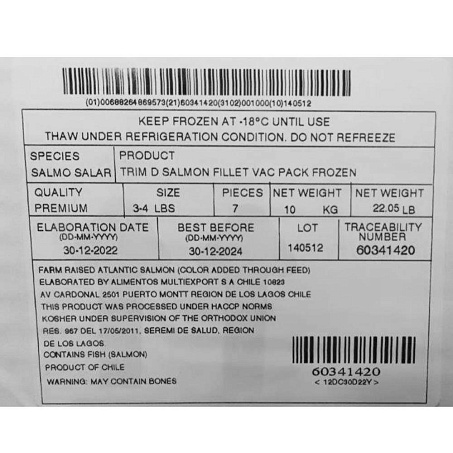 (01)00688264869573(21)60341420(3102)001000(10)140512
KEEP FROZEN AT -18ºC UNTIL USE
THAW UNDER REFRIGERATION CONDITION. DO NOT REFREEZE
SPECIES PRODUCT
SALMO SALAR TRIM D SALMON FILLET VAC PACK FROZEN
QUALITY SIZE PIECES NET WEIGHT NET WEIGHT
PREMIUM 3-4 LBS 7 10 KG 22.05 LB
ELABORATION DATE BEST BEFORE LOT TRACEABILITY
(DD-MM-YYYY) (DD-MM-YYYY) NUMBER
30-12-2022 30-12-2024 140512 60341420
FARM RAISED ATLANTIC SALMON (COLOR ADDED THROUGH FEED)
ELABORATED BY ALIMENTOS MULTIEXPORT S A CHILE 10823
AV CARDONAL 2501 PUERTO MONTT REGION DE LOS LAGOS CHILE
THIS PRODUCT WAS PROCESSED UNDER HACCP NORMS
KOSHER UNDER SUPERVISION OF THE ORTHODOX UNION
RES. 967 DEL 17/05/2011, SEREMI DE SALUD, REGION
DE LOS LAGOS
CONTAINS FISH (SALMON)
PRODUCT OF CHILE
WARNING: MAY CONTAIN BONES
60341420
< 12DC30D22Y >